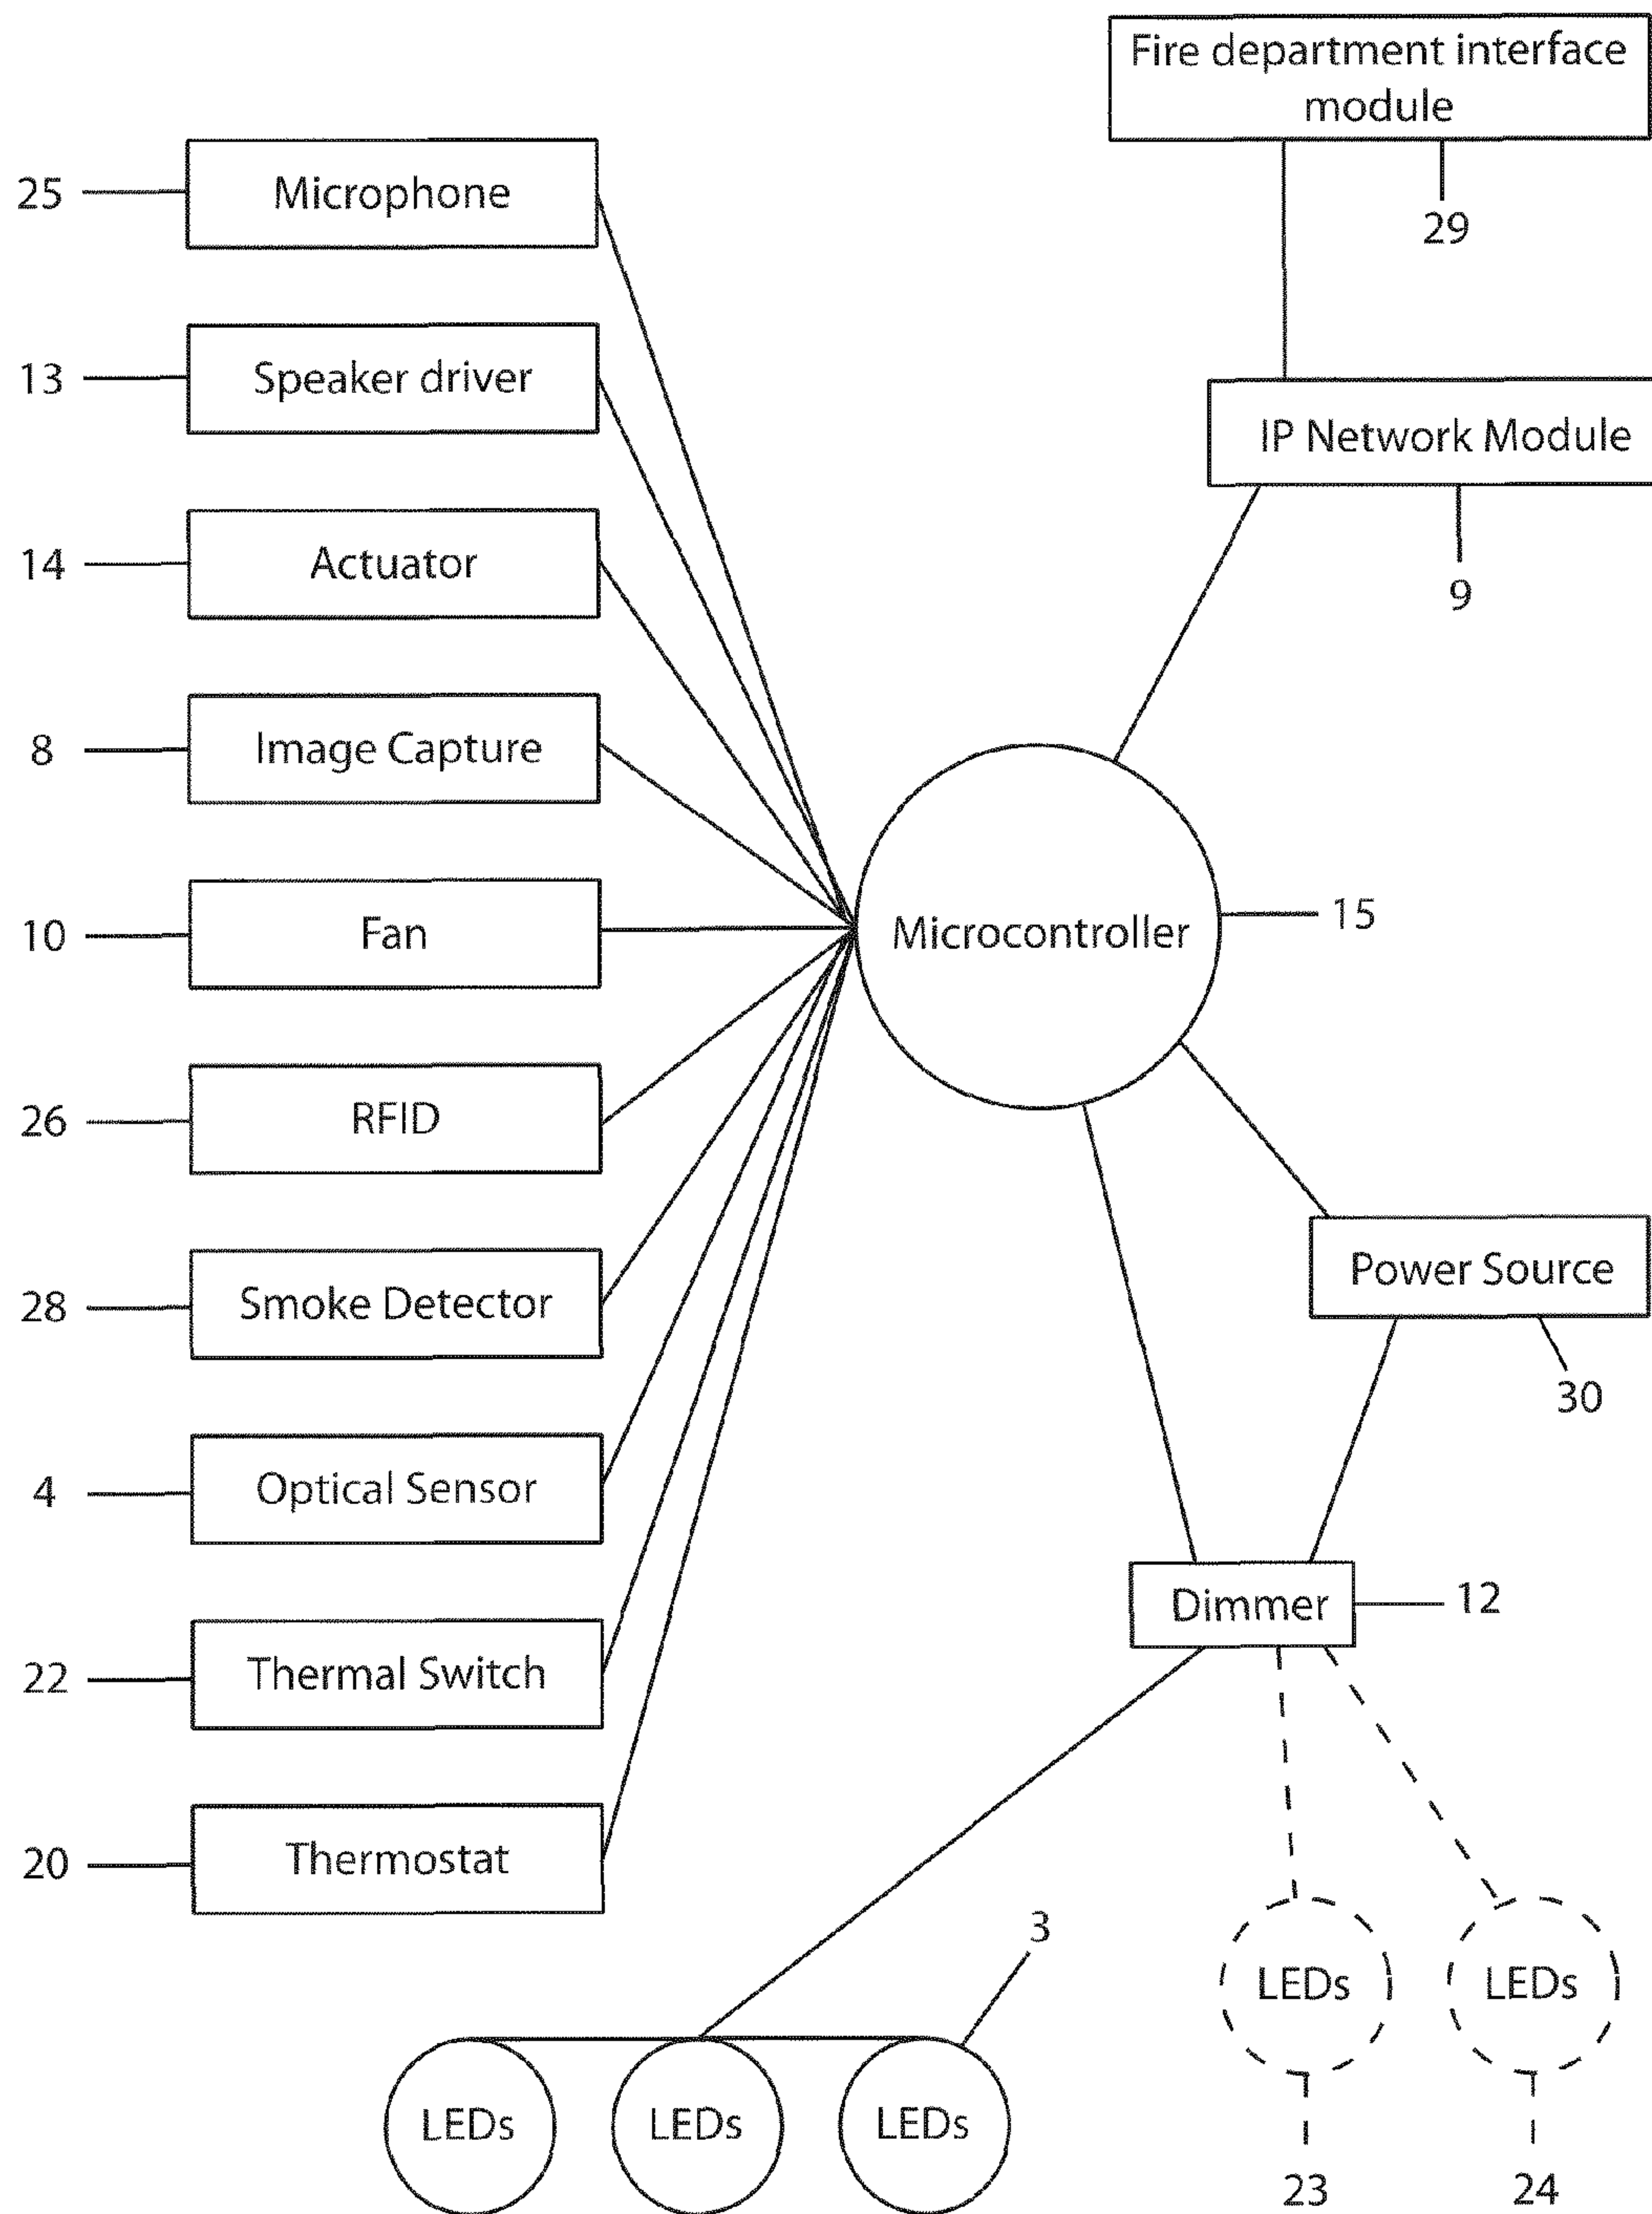 Fire department interface
module
29
25
Microphone
13
Speaker driver
IP Network Module
9
14
Actuator
8
Image Capture
10
Fan
Microcontroller
15
26
RFID
28
Smoke Detector
Power Source
30
4
Optical Sensor
Dimmer
12
22
Thermal Switch
20
Thermostat
3
LEDs
LEDs
LEDs
LEDs
LEDs
23
24